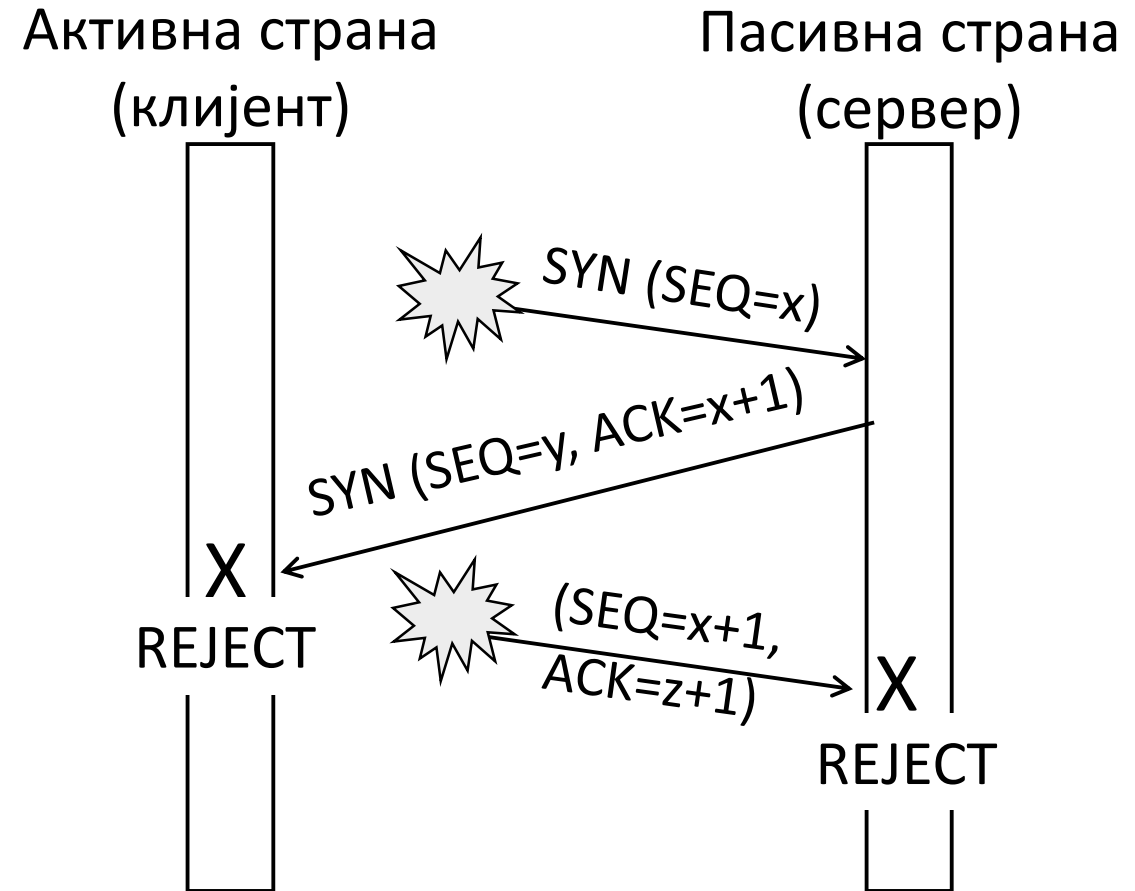 Активна страна
(клијент)
Пасивна страна
(сервер)
SYN (SEQ=x)
SYN (SEQ=y, ACK=x+1)
X
REJECT
(SEQ=x+1,
ACK=z+1)
X
REJECT